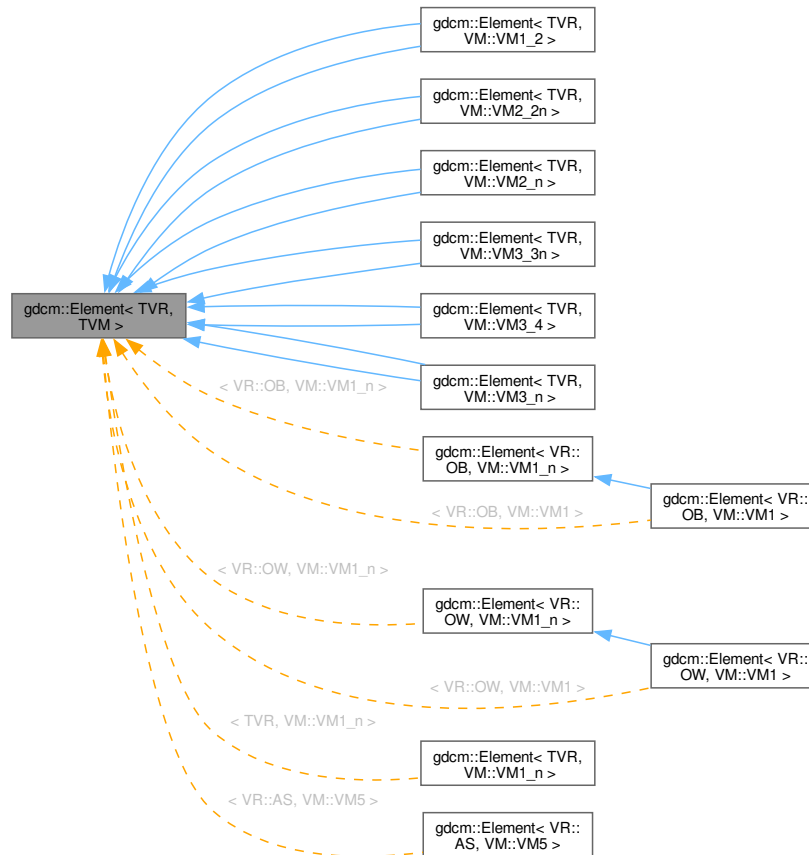 gdcm::Element< TVR,
VM::VM1_2 >
gdcm::Element< TVR,
VM::VM2_2n >
gdcm::Element< TVR,
VM::VM2_n >
gdcm::Element< TVR,
VM::VM3_3n >
gdcm::Element< TVR,
TVM >
gdcm::Element< TVR,
VM::VM3_4 >
gdcm::Element< TVR,
VM::VM3_n >
< VR::OB, VM::VM1_n >
gdcm::Element< VR::
OB, VM::VM1_n >
gdcm::Element< VR::
OB, VM::VM1 >
< VR::OB, VM::VM1 >
< VR::OW, VM::VM1_n >
gdcm::Element< VR::
OW, VM::VM1_n >
gdcm::Element< VR::
OW, VM::VM1 >
< VR::OW, VM::VM1 >
< TVR, VM::VM1_n >
gdcm::Element< TVR,
VM::VM1_n >
< VR::AS, VM::VM5 >
gdcm::Element< VR::
AS, VM::VM5 >